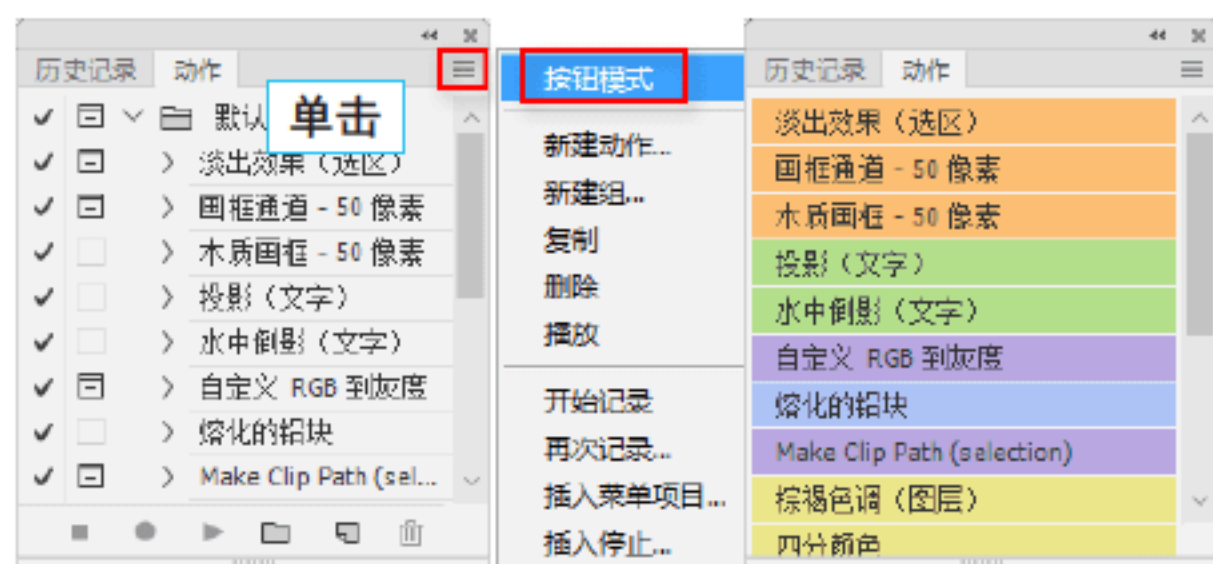 历史记录 动作
默认
单击
淡出效果（选区）
画框通道 - 50 像素
木质画框 - 50 像素
投影（文字）
水中倒影（文字）
自定义 RGB 到灰度
熔化的铅块
Make Clip Path (sel...
按钮模式
新建动作...
新建组...
复制
删除
播放
开始记录
再次记录...
插入菜单项目...
插入停止...
历史记录 动作
淡出效果（选区）
画框通道 - 50 像素
木质画框 - 50 像素
投影（文字）
水中倒影（文字）
自定义 RGB 到灰度
熔化的铅块
Make Clip Path (selection)
棕褐色调（图层）
四分颜色